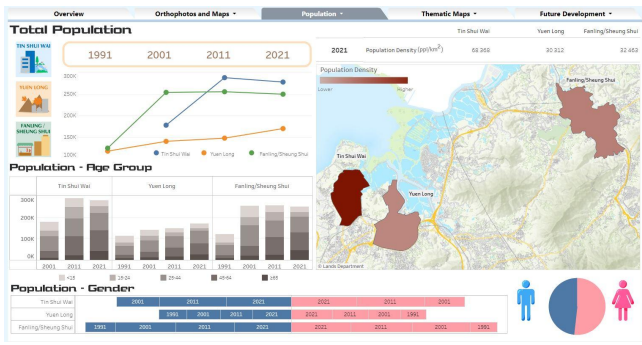 Overview
Orthophotos and Maps
Population
Thematic Maps
Future Development
Total Population
TIN SHUI WAI
YUEN LONG
FANLING/
SHEUNG SHUI
1991 2001 2011 2021
300K
250K
200K
150K
100K
Tin Shui Wai Yuen Long Fanling/Sheung Shui
Tin Shui Wai Yuen Long Fanling/Sheung Shui
2021 Population Density (ppl/km²) 68 368 30 312 32 463
Population Density
Lower Higher
Fanling/Sheung Shui
Tin Shui Wai
Yuen Long
© Lands Department
Population - Age Group
Tin Shui Wai Yuen Long Fanling/Sheung Shui
300K
200K
100K
0K
2001 2011 2021 1991 2001 2011 2021 1991 2001 2011 2021
25-44 45-64 ≥65
Population - Gender
Tin Shui Wai 2001 2011 2021 2021 2011 2001
Yuen Long 1991 2001 2011 2021 2021 2011 2001 1991
Fanling/Sheung Shui 1991 2001 2011 2021 2021 2011 2001 1991